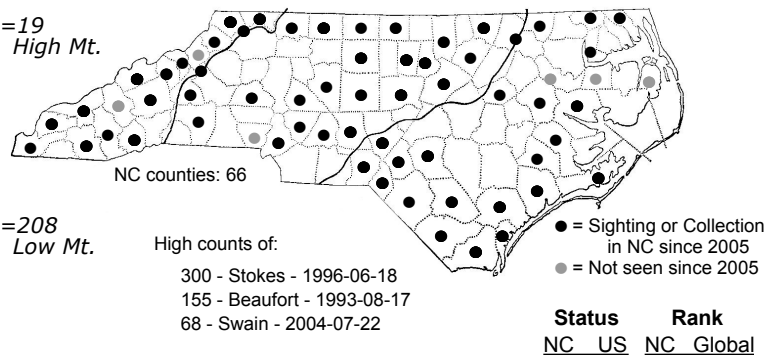 =19
High Mt.
NC counties: 66
=208
Low Mt.
High counts of:
300 - Stokes - 1996-06-18
155 - Beaufort - 1993-08-17
68 - Swain - 2004-07-22
● = Sighting or Collection
in NC since 2005
● = Not seen since 2005
Status Rank
NC US NC Global